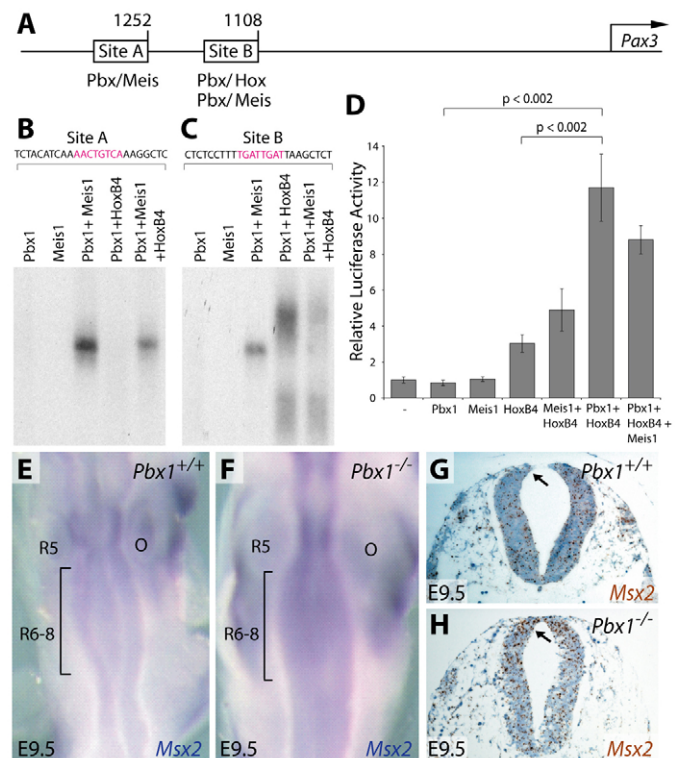 A
1252
1108
Site A
Site B
Pax3
Pbx/Meis
Pbx/Hox
Pbx/Meis
B
Site A
TCTACATCAAAACTGTCAAAGGCTC
Pbx1
Meis1
Pbx1+ Meis1
Pbx1+HoxB4
Pbx1+Meis1
+HoxB4
C
Site B
CTCTCCTTTTGATTGATTAAGCTCT
Pbx1
Meis1
Pbx1+ Meis1
Pbx1+ HoxB4
Pbx1+Meis1
+HoxB4
D
p < 0.002
p < 0.002
Relative Luciferase Activity
14
12
10
8
6
4
2
0
-
Pbx1
Meis1
HoxB4
Meis1+
HoxB4
Pbx1+
HoxB4
Pbx1+
HoxB4+
Meis1
E
Pbx1+/+
R5
O
R6-8
E9.5
Msx2
F
Pbx1-/-
R5
O
R6-8
E9.5
Msx2
G
Pbx1+/+
E9.5
Msx2
H
Pbx1-/-
E9.5
Msx2